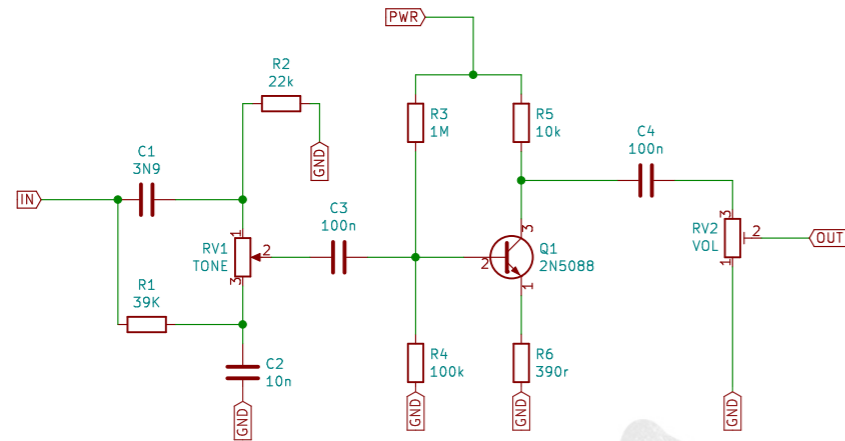 PWR
R2
22k
R3
1M
R5
10k
C4
100n
C1
3N9
GND
IN
C3
100n
1
RV1
TONE
2
3
R1
39K
3
Q1
2N5088
2
1
3
RV2
VOL
2
1
OUT
C2
10n
R4
100k
R6
390r
GND
GND
GND
GND